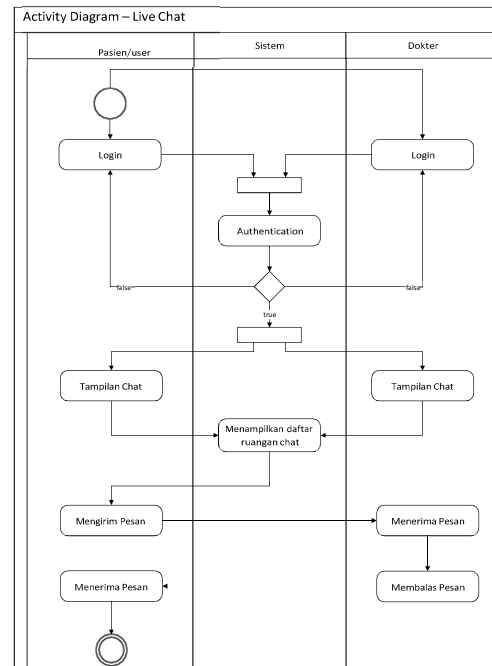 Activity Diagram – Live Chat
Pasien/user
Sistem
Dokter
Login
Login
Authentication
false
false
true
Tampilan Chat
Tampilan Chat
Menampilkan daftar
ruangan chat
Mengirim Pesan
Menerima Pesan
Menerima Pesan
Membalas Pesan